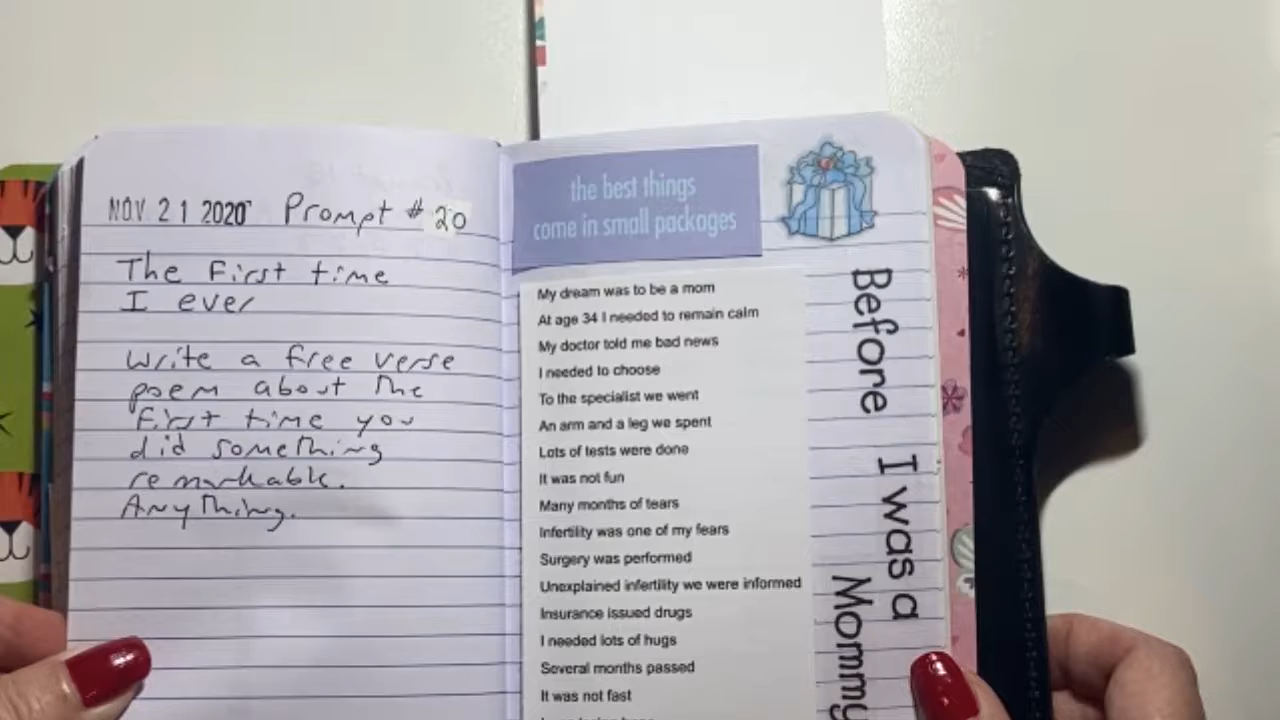 NOV 21 2020 Prompt # 20
The First time
I ever
Write a free verse
poem about the
first time you
did something
remarkable.
Anything.
the best things
come in small packages
My dream was to be a mom
At age 34 I needed to remain calm
My doctor told me bad news
I needed to choose
To the specialist we went
An arm and a leg we spent
Lots of tests were done
It was not fun
Many months of tears
Infertility was one of my fears
Surgery was performed
Unexplained infertility we were informed
Insurance issued drugs
I needed lots of hugs
Several months passed
It was not fast
Before I was a
Mommy